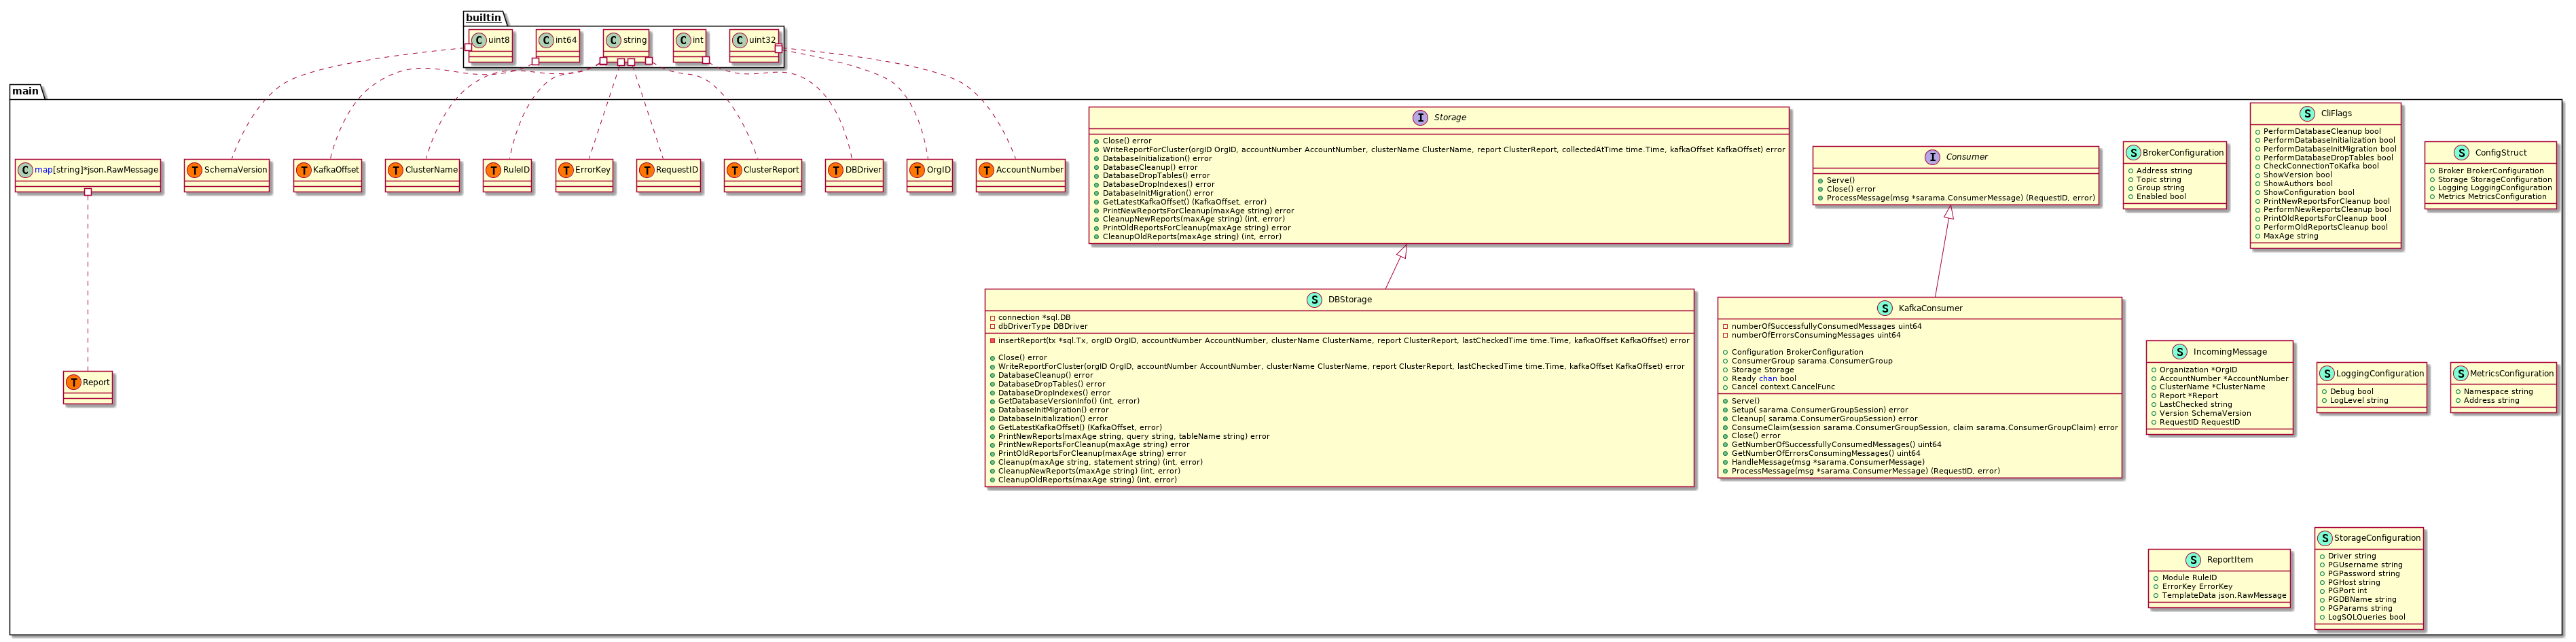 builtin
C uint8
C int64
C string
C int
C uint32
main
C map[string]*json.RawMessage
T SchemaVersion
T KafkaOffset
T ClusterName
T RuleID
T ErrorKey
T RequestID
T ClusterReport
T DBDriver
T OrgID
T AccountNumber
I Storage
Close() error
WriteReportForCluster(orgID OrgID, accountNumber AccountNumber, clusterName ClusterName, report ClusterReport, collectedAtTime time.Time, kafkaOffset KafkaOffset) error
DatabaseInitialization() error
DatabaseCleanup() error
DatabaseDropTables() error
DatabaseDropIndexes() error
DatabaseInitMigration() error
GetLatestKafkaOffset() (KafkaOffset, error)
PrintNewReportsForCleanup(maxAge string) error
CleanupNewReports(maxAge string) (int, error)
PrintOldReportsForCleanup(maxAge string) error
CleanupOldReports(maxAge string) (int, error)
I Consumer
Serve()
Close() error
ProcessMessage(msg *sarama.ConsumerMessage) (RequestID, error)
S BrokerConfiguration
Address string
Topic string
Group string
Enabled bool
S CliFlags
PerformDatabaseCleanup bool
PerformDatabaseInitialization bool
PerformDatabaseInitMigration bool
PerformDatabaseDropTables bool
CheckConnectionToKafka bool
ShowVersion bool
ShowAuthors bool
ShowConfiguration bool
PrintNewReportsForCleanup bool
PerformNewReportsCleanup bool
PrintOldReportsForCleanup bool
PerformOldReportsCleanup bool
MaxAge string
S ConfigStruct
Broker BrokerConfiguration
Storage StorageConfiguration
Logging LoggingConfiguration
Metrics MetricsConfiguration
T Report
S DBStorage
connection *sql.DB
dbDriverType DBDriver
insertReport(tx *sql.Tx, orgID OrgID, accountNumber AccountNumber, clusterName ClusterName, report ClusterReport, lastCheckedTime time.Time, kafkaOffset KafkaOffset) error
Close() error
WriteReportForCluster(orgID OrgID, accountNumber AccountNumber, clusterName ClusterName, report ClusterReport, lastCheckedTime time.Time, kafkaOffset KafkaOffset) error
DatabaseCleanup() error
DatabaseDropTables() error
DatabaseDropIndexes() error
GetDatabaseVersionInfo() (int, error)
DatabaseInitMigration() error
DatabaseInitialization() error
GetLatestKafkaOffset() (KafkaOffset, error)
PrintNewReports(maxAge string, query string, tableName string) error
PrintNewReportsForCleanup(maxAge string) error
PrintOldReportsForCleanup(maxAge string) error
Cleanup(maxAge string, statement string) (int, error)
CleanupNewReports(maxAge string) (int, error)
CleanupOldReports(maxAge string) (int, error)
S KafkaConsumer
numberOfSuccessfullyConsumedMessages uint64
numberOfErrorsConsumingMessages uint64
Configuration BrokerConfiguration
ConsumerGroup sarama.ConsumerGroup
Storage Storage
Ready chan bool
Cancel context.CancelFunc
Serve()
Setup( sarama.ConsumerGroupSession) error
Cleanup( sarama.ConsumerGroupSession) error
ConsumeClaim(session sarama.ConsumerGroupSession, claim sarama.ConsumerGroupClaim) error
Close() error
GetNumberOfSuccessfullyConsumedMessages() uint64
GetNumberOfErrorsConsumingMessages() uint64
HandleMessage(msg *sarama.ConsumerMessage)
ProcessMessage(msg *sarama.ConsumerMessage) (RequestID, error)
S IncomingMessage
Organization *OrgID
AccountNumber *AccountNumber
ClusterName *ClusterName
Report *Report
LastChecked string
Version SchemaVersion
RequestID RequestID
S LoggingConfiguration
Debug bool
LogLevel string
S MetricsConfiguration
Namespace string
Address string
S ReportItem
Module RuleID
ErrorKey ErrorKey
TemplateData json.RawMessage
S StorageConfiguration
Driver string
PGUsername string
PGPassword string
PGHost string
PGPort int
PGDBName string
PGParams string
LogSQLQueries bool